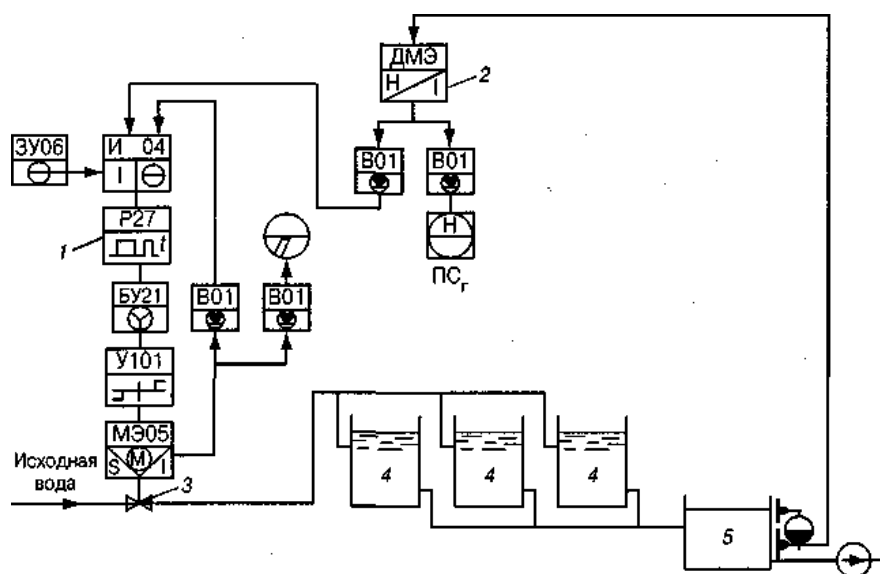 ДМЭ
Н I
2
ЗУ06
И 04
I
В01
В01
Р27
t
1
Н
ПСг
БУ21
В01
В01
У101
МЭ05
S М I
Исходная
вода
3
4
4
4
5